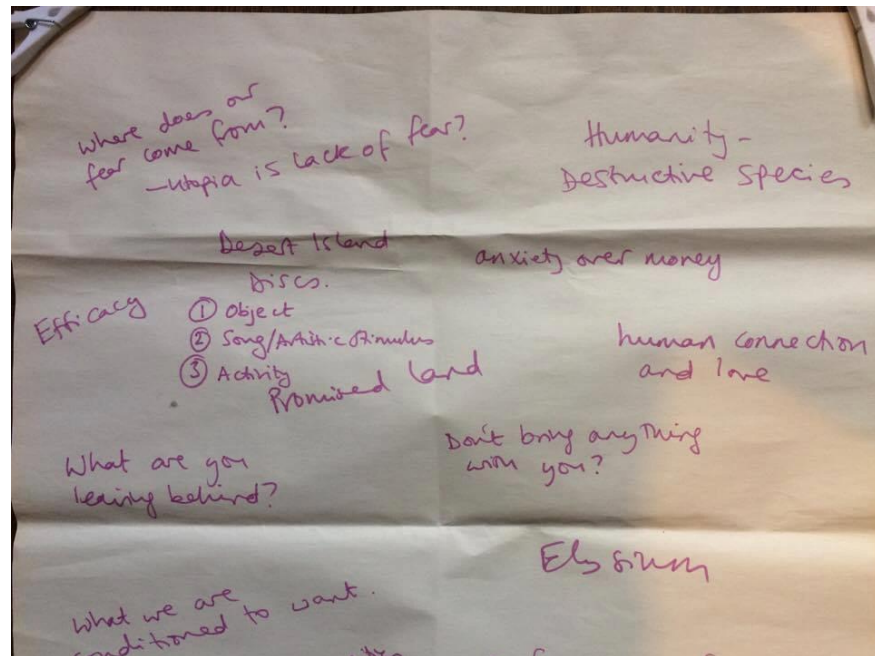 where does our
fear come from?
-utopia is lack of fear?
Humanity-
Destructive Species
Desert Island
Discs.
① Object
② Song/Artistic Stimulus
③ Activity
Efficacy
anxiety over money
Promised Land
human connection
and love
What are you
leaving behind?
Don't bring anything
with you?
Elysium
What we are
conditioned to want.